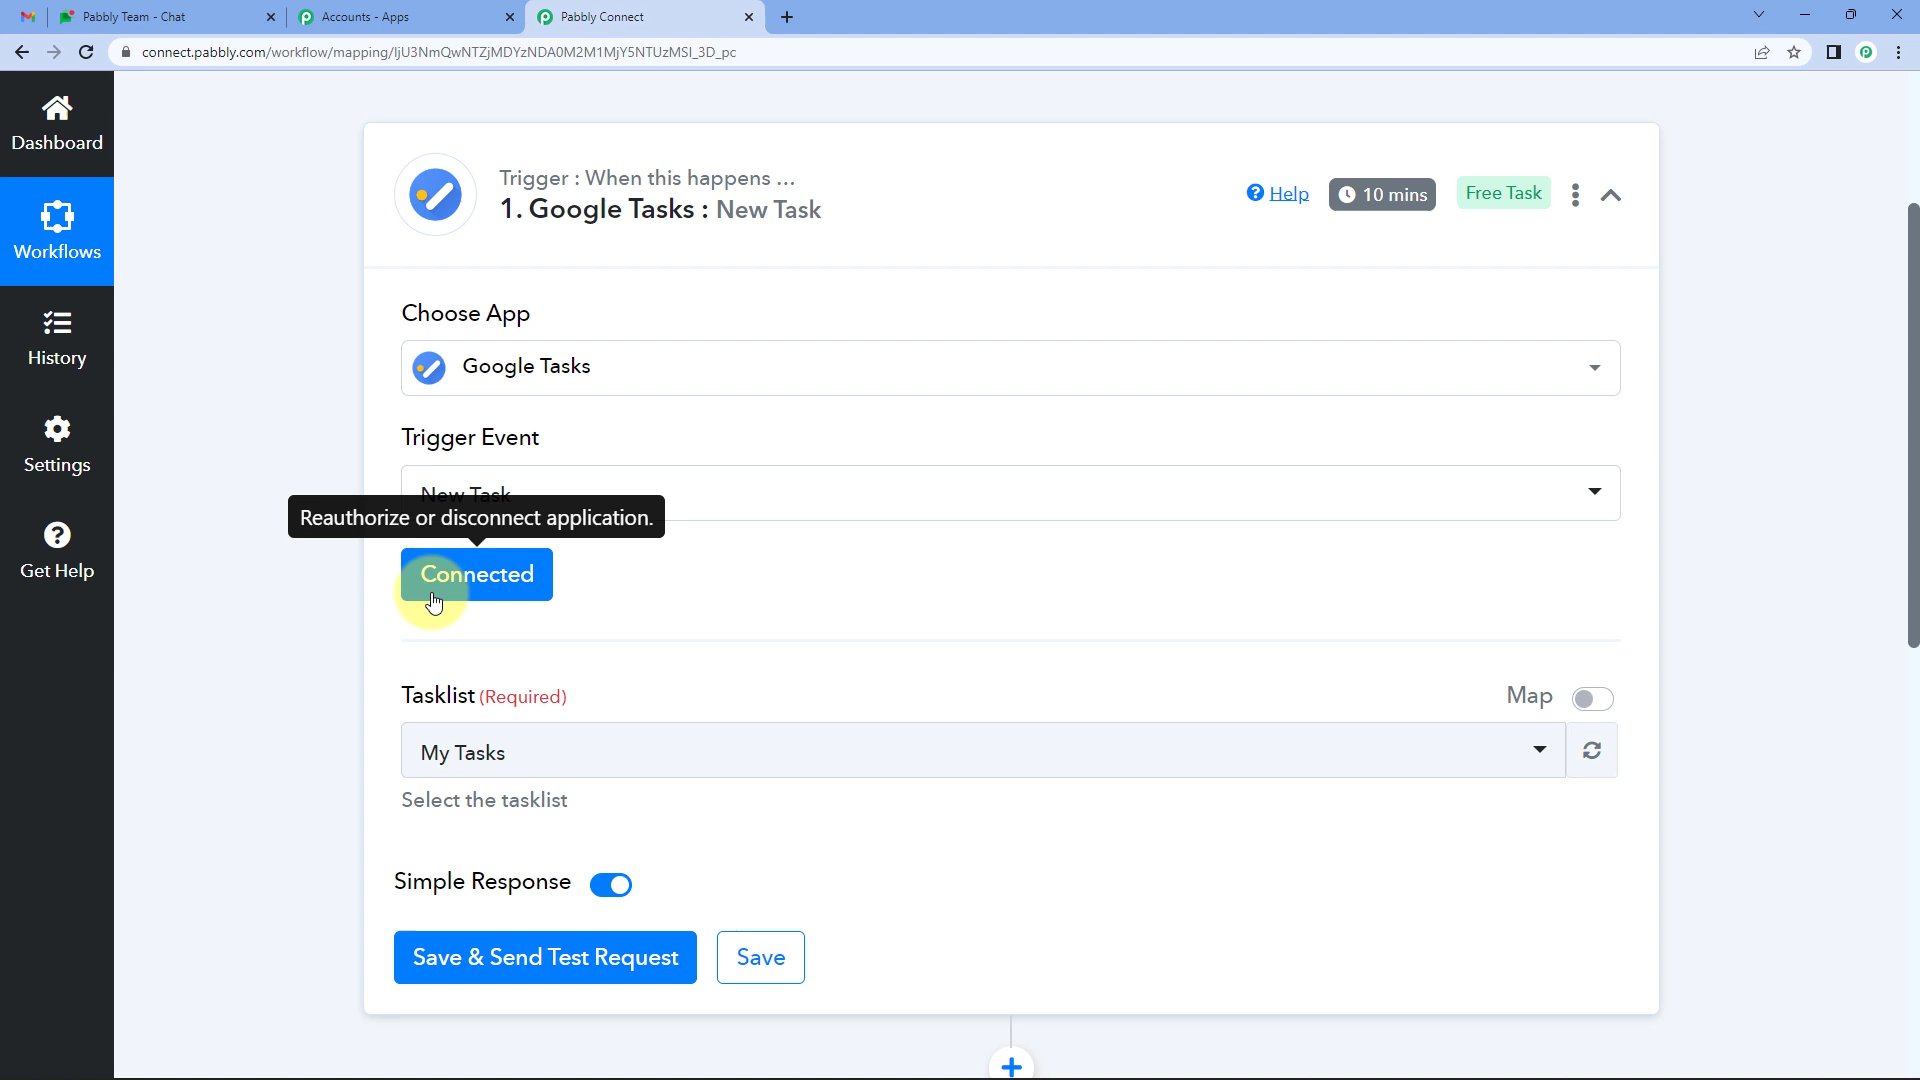 Pabbly Team - Chat
Accounts - Apps
Pabbly Connect
connect.pabbly.com/workflow/mapping/IjU3NmQwNTZjMDYzNDA0M2M1MjY5NTUzMSI_3D_pc
Dashboard
Workflows
History
Settings
Get Help
Trigger : When this happens ...
1. Google Tasks : New Task
Help
10 mins
Free Task
Choose App
Google Tasks
Trigger Event
New Task
Reauthorize or disconnect application.
Connected
Tasklist (Required)
Map
My Tasks
Select the tasklist
Simple Response
Save & Send Test Request
Save